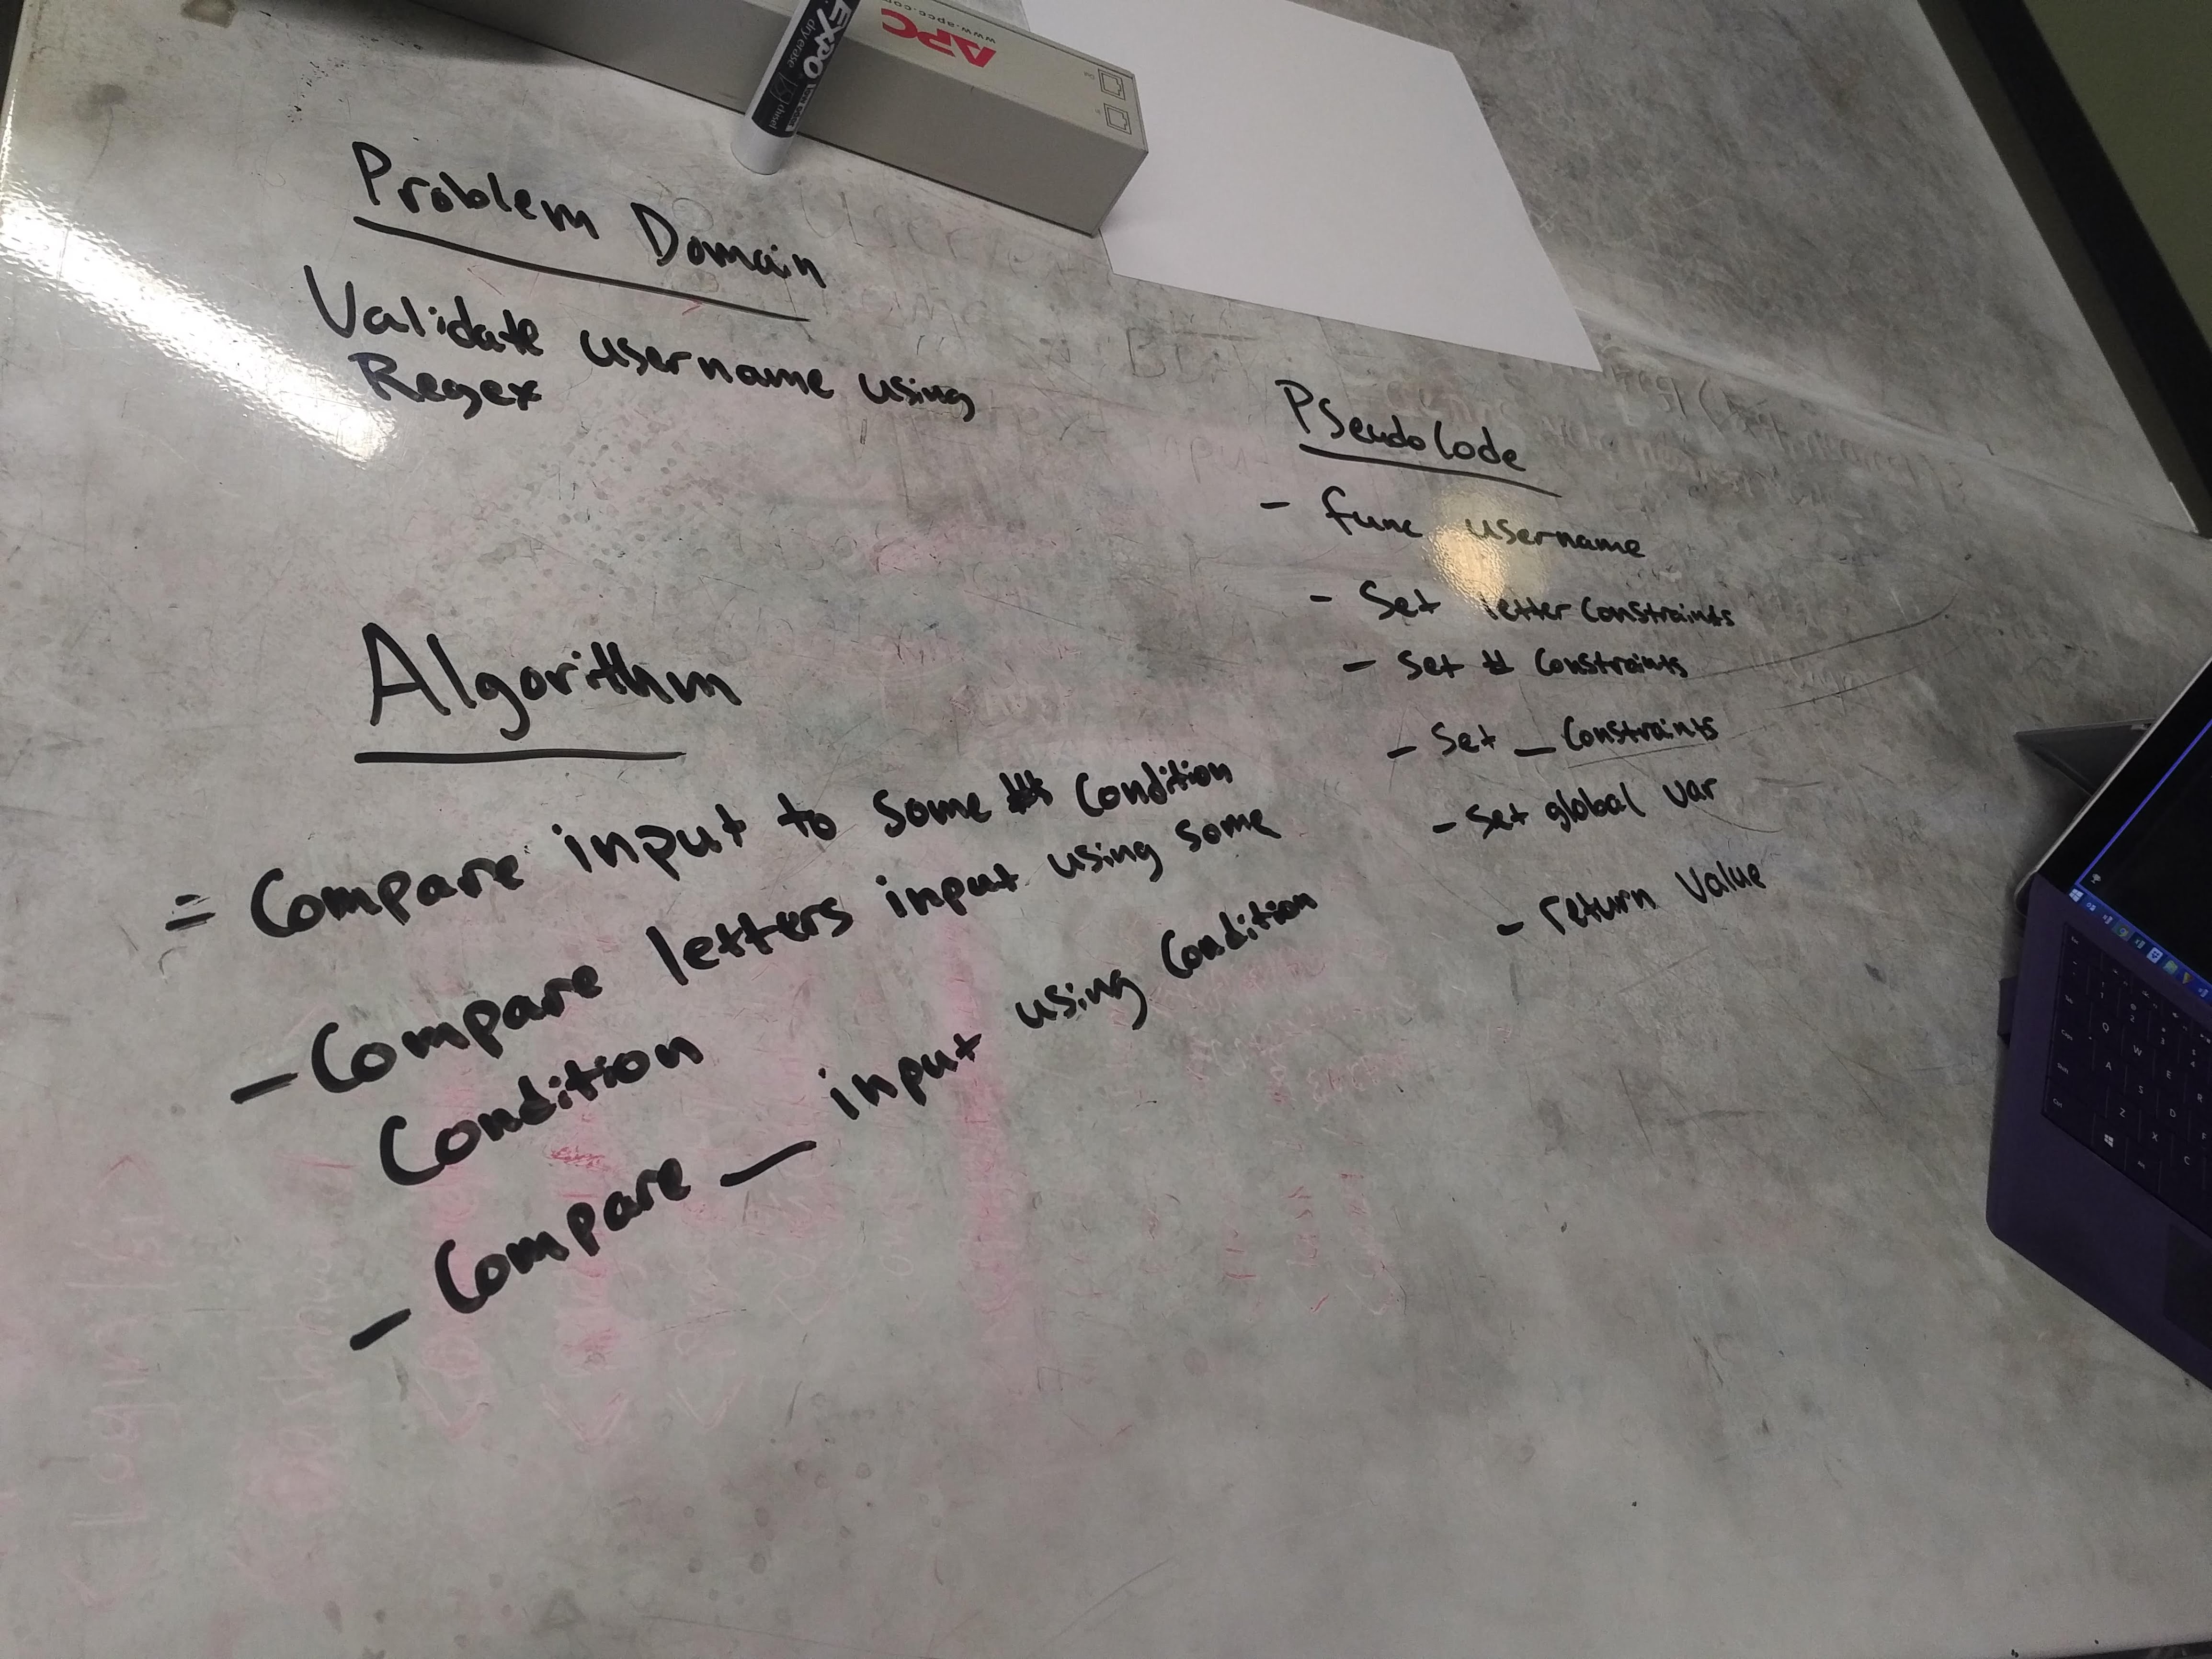 APC
www.apcc.com
EXPO
dry erase
chisel
Problem Domain
Validate username using
Regex
Algorithm
= Compare input to some # Condition
- Compare letters input using some
Condition
- Compare _ input using Condition
PseudoCode
- func username
- Set letter Constraints
- Set # Constraints
- Set _ Constraints
- Set global var
- return value